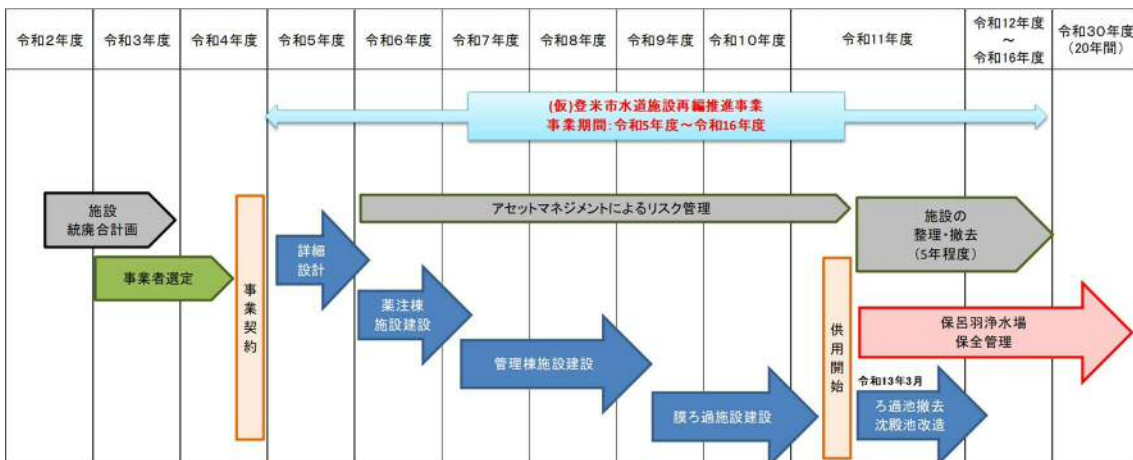 令和2年度
令和3年度
令和4年度
令和5年度
令和6年度
令和7年度
令和8年度
令和9年度
令和10年度
令和11年度
令和12年度
～
令和16年度
令和30年度
(20年間)
(仮)登米市水道施設再編推進事業
事業期間:令和5年度～令和16年度
施設
統廃合計画
アセットマネジメントによるリスク管理
施設の
整理・撤去
(5年程度)
事業者選定
事業契約
詳細
設計
薬注棟
施設建設
管理棟施設建設
膜ろ過施設建設
供用開始
保呂羽浄水場
保全管理
令和13年3月
ろ過池撤去
沈殿池改造